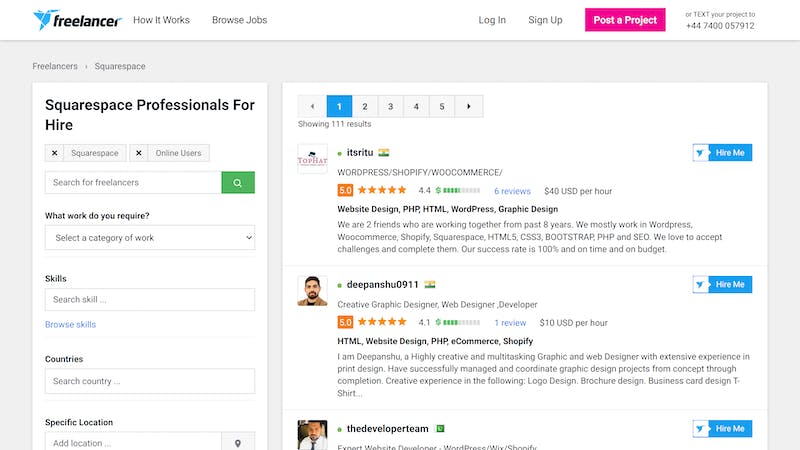 freelancer How It Works Browse Jobs Log In Sign Up Post a Project or TEXT your project to
+44 7400 057912
Freelancers › Squarespace
Squarespace Professionals For
Hire
× Squarespace × Online Users
Search for freelancers
What work do you require?
Select a category of work
Skills
Search skill ...
Browse skills
Countries
Search country ...
Specific Location
Add location ...
1 2 3 4 5
Showing 111 results
TOPHAT
itsritu Hire Me
WORDPRESS/SHOPIFY/WOOCOMMERCE/
5.0 4.4 $ 6 reviews $40 USD per hour
Website Design, PHP, HTML, WordPress, Graphic Design
We are 2 friends who are working together from past 8 years. We mostly work in Wordpress,
Woocommerce, Shopify, Squarespace, HTML5, CSS3, BOOTSTRAP, PHP and SEO. We love to accept
challenges and complete them. Our success rate is 100% and on time and on budget.
deepanshu0911 Hire Me
Creative Graphic Designer, Web Designer ,Developer
5.0 4.1 $ 1 review $10 USD per hour
HTML, Website Design, PHP, eCommerce, Shopify
I am Deepanshu, a Highly creative and multitasking Graphic and web Designer with extensive experience in
print design. Have successfully managed and coordinate graphic design projects from concept through
completion. Creative experience in the following: Logo Design. Brochure design. Business card design T-
Shirt...
thedeveloperteam Hire Me
Expert Website Developer - WordPress/Wix/Shopify